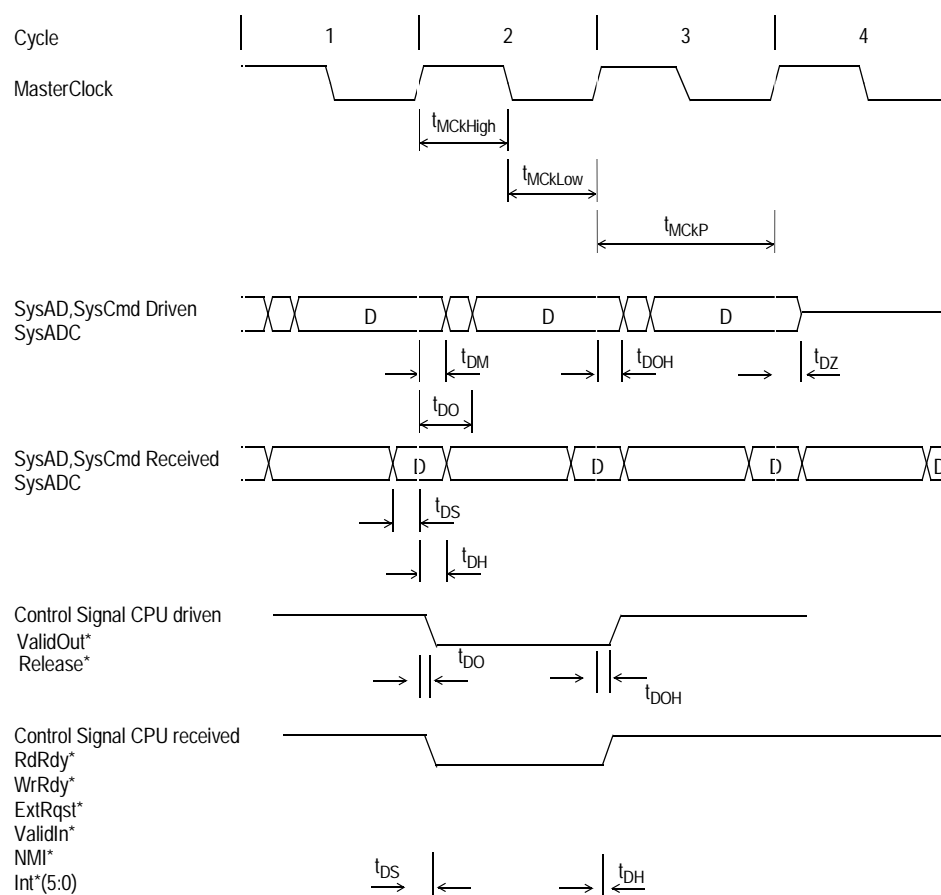 Cycle 1 2 3 4
MasterClock
tMCkHigh
tMCkLow
tMCkP
SysAD,SysCmd Driven
SysADC
D D D
tDM tDOH tDZ
tDO
SysAD,SysCmd Received
SysADC
D D D D
tDS
tDH
Control Signal CPU driven
ValidOut*
Release*
tDO
tDOH
Control Signal CPU received
RdRdy*
WrRdy*
ExtRqst*
ValidIn*
NMI*
Int*(5:0)
tDS tDH